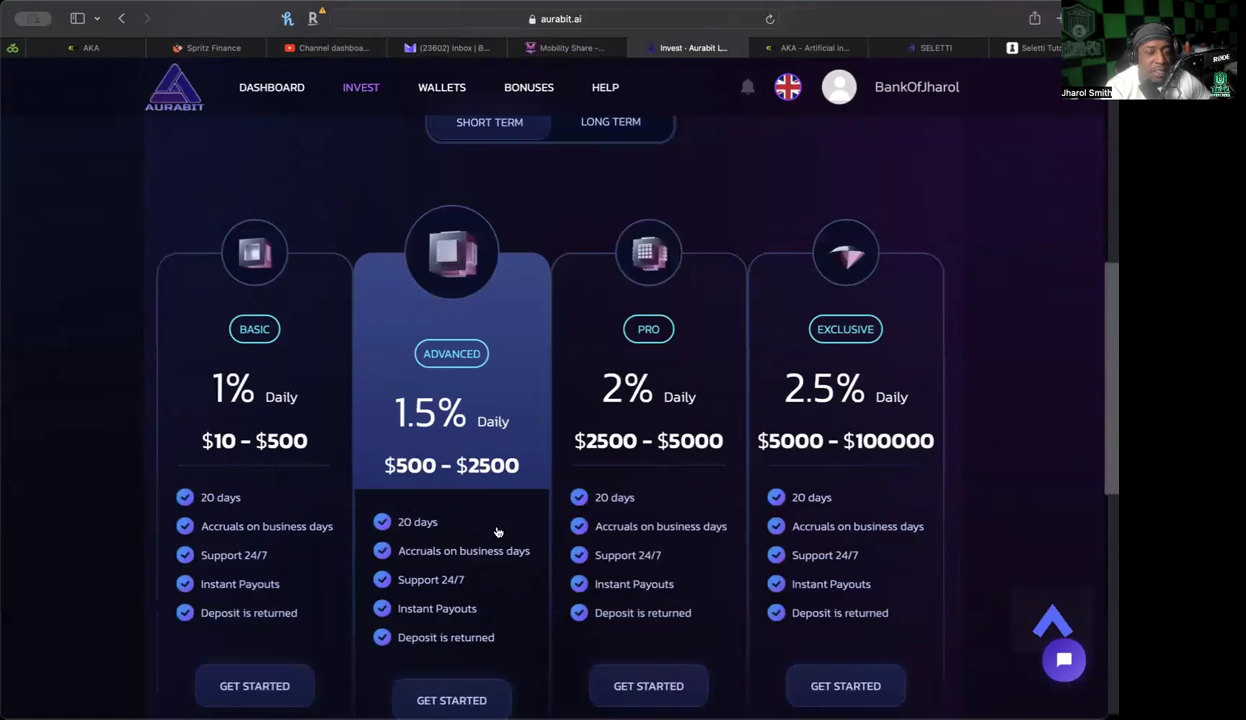 aurabit.ai
AKA
Spritz Finance
Channel dashboa...
(23602) Inbox | B...
Mobility Share -...
Invest - Aurabit L...
AKA - Artificial in...
SELETTI
Seletti Tuto
RØDE
Jharol Smith
AURABIT
DASHBOARD
INVEST
WALLETS
BONUSES
HELP
BankOfJharol
SHORT TERM
LONG TERM
BASIC
1% Daily
$10 - $500
20 days
Accruals on business days
Support 24/7
Instant Payouts
Deposit is returned
GET STARTED
ADVANCED
1.5% Daily
$500 - $2500
20 days
Accruals on business days
Support 24/7
Instant Payouts
Deposit is returned
GET STARTED
PRO
2% Daily
$2500 - $5000
20 days
Accruals on business days
Support 24/7
Instant Payouts
Deposit is returned
GET STARTED
EXCLUSIVE
2.5% Daily
$5000 - $100000
20 days
Accruals on business days
Support 24/7
Instant Payouts
Deposit is returned
GET STARTED